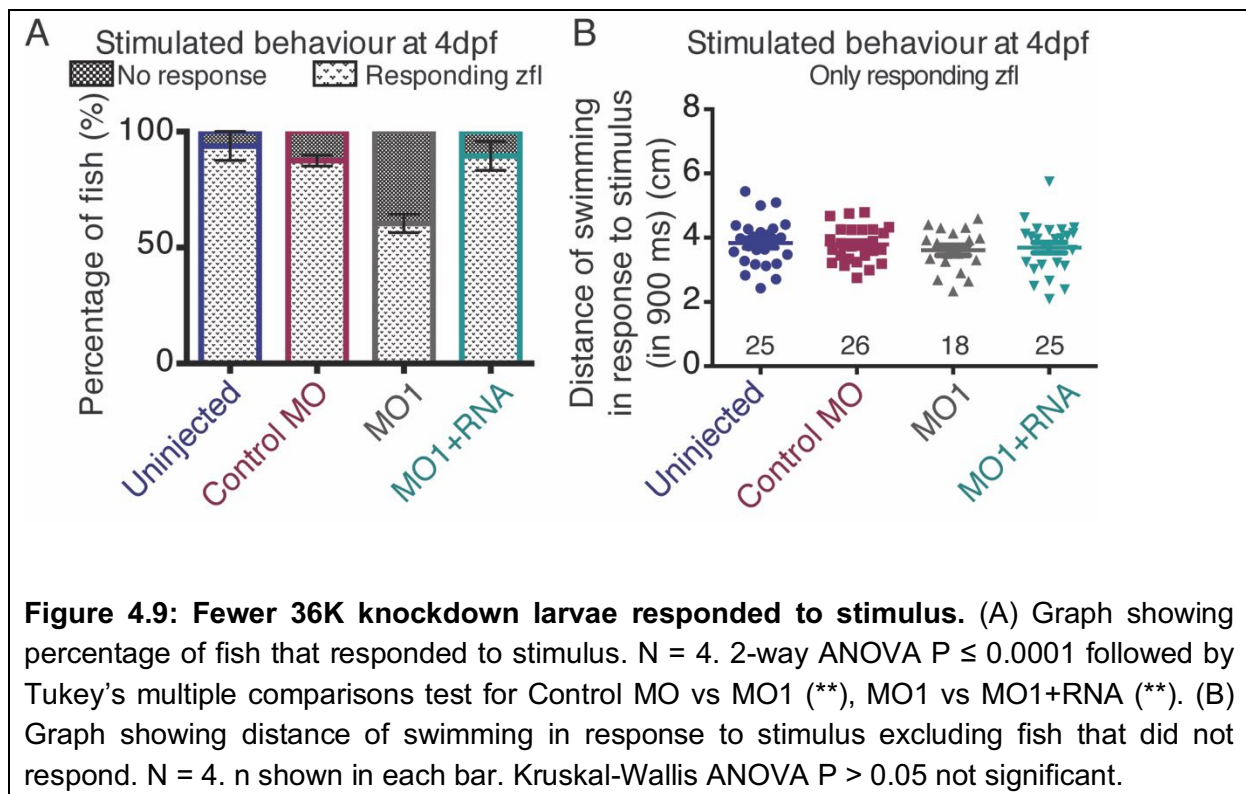 A
Stimulated behaviour at 4dpf
No response
Responding zfl
Percentage of fish (%)
100
50
0
Uninjected
Control MO
MO1
MO1+RNA
B
Stimulated behaviour at 4dpf
Only responding zfl
Distance of swimming
in response to stimulus
(in 900 ms) (cm)
8
6
4
2
0
25
26
18
25
Uninjected
Control MO
MO1
MO1+RNA
Figure 4.9: Fewer 36K knockdown larvae responded to stimulus. (A) Graph showing
percentage of fish that responded to stimulus. N = 4. 2-way ANOVA P ≤ 0.0001 followed by
Tukey’s multiple comparisons test for Control MO vs MO1 (**), MO1 vs MO1+RNA (**). (B)
Graph showing distance of swimming in response to stimulus excluding fish that did not
respond. N = 4. n shown in each bar. Kruskal-Wallis ANOVA P > 0.05 not significant.